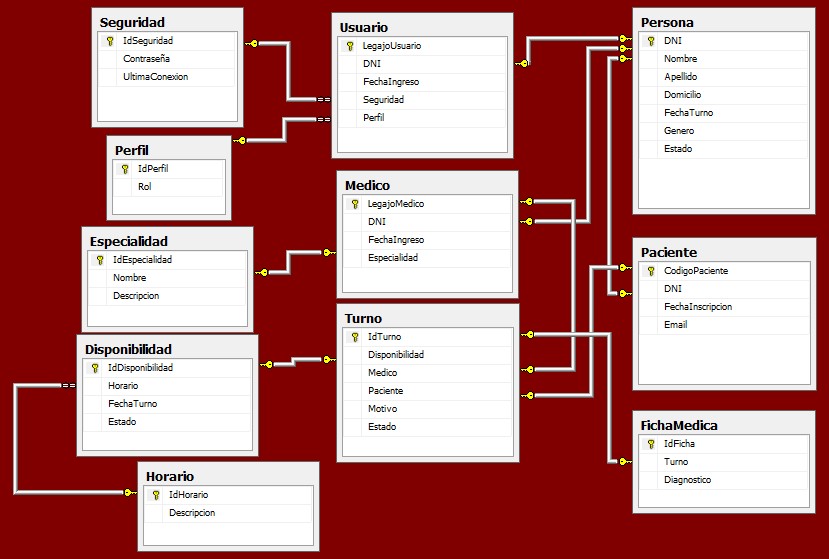 Seguridad
IdSeguridad
Contraseña
UltimaConexion
Usuario
LegajoUsuario
DNI
FechaIngreso
Seguridad
Perfil
Persona
DNI
Nombre
Apellido
Domicilio
FechaTurno
Genero
Estado
Perfil
IdPerfil
Rol
Medico
LegajoMedico
DNI
FechaIngreso
Especialidad
Especialidad
IdEspecialidad
Nombre
Descripcion
Paciente
CodigoPaciente
DNI
FechaInscripcion
Email
Turno
IdTurno
Disponibilidad
Medico
Paciente
Motivo
Estado
Disponibilidad
IdDisponibilidad
Horario
FechaTurno
Estado
FichaMedica
IdFicha
Turno
Diagnostico
Horario
IdHorario
Descripcion